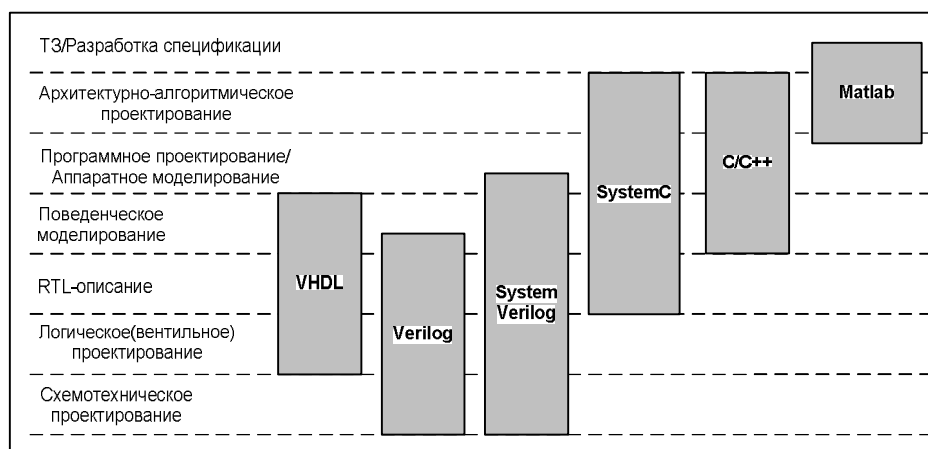 ТЗ/Разработка спецификации
Архитектурно-алгоритмическое
проектирование
Программное проектирование/
Аппаратное моделирование
Поведенческое
моделирование
RTL-описание
Логическое(вентильное)
проектирование
Схемотехническое
проектирование
VHDL
Verilog
System
Verilog
SystemC
C/C++
Matlab